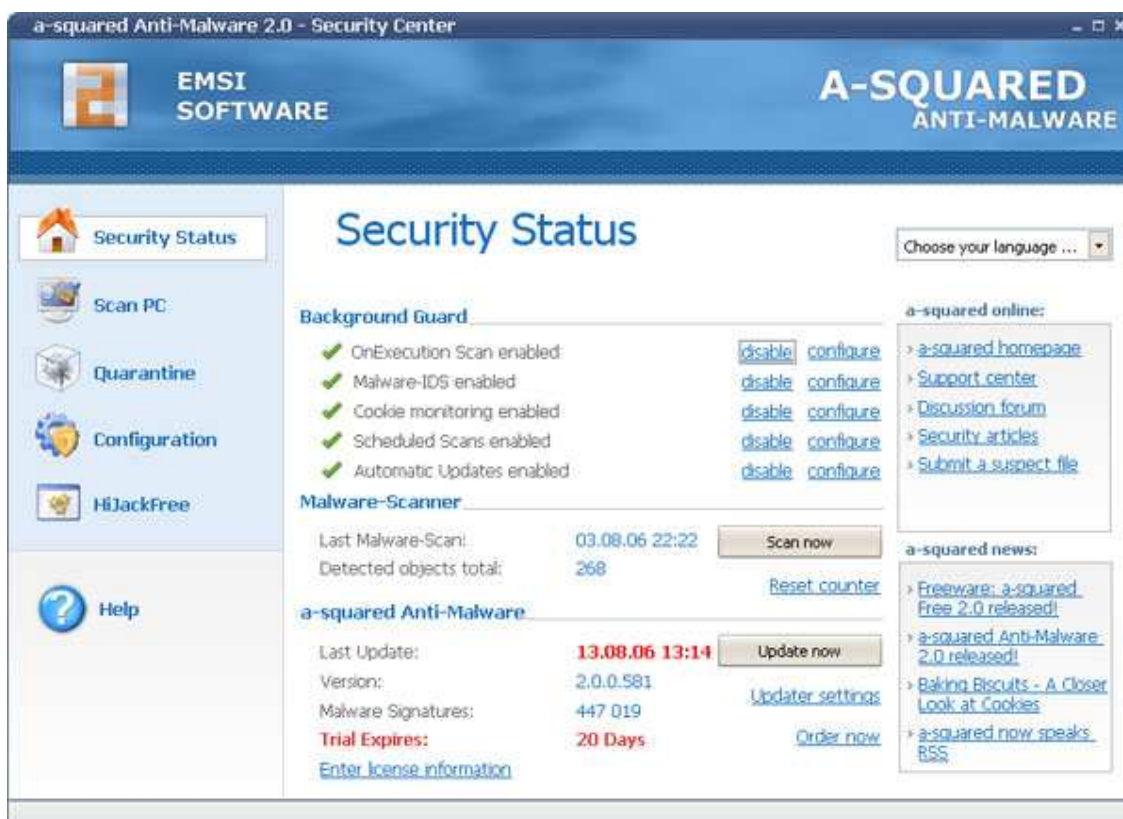 a-squared Anti-Malware 2.0 - Security Center
EMSI
SOFTWARE
A-SQUARED
ANTI-MALWARE
Security Status
Scan PC
Quarantine
Configuration
HiJackFree
Help
Security Status
Choose your language ...
Background Guard
OnExecution Scan enabled disable configure
Malware-IDS enabled disable configure
Cookie monitoring enabled disable configure
Scheduled Scans enabled disable configure
Automatic Updates enabled disable configure
Malware-Scanner
Last Malware-Scan: 03.08.06 22:22 Scan now
Detected objects total: 268
Reset counter
a-squared Anti-Malware
Last Update: 13.08.06 13:14 Update now
Version: 2.0.0.581
Updater settings
Malware Signatures: 447 019
Trial Expires: 20 Days Order now
Enter license information
a-squared online:
a-squared homepage
Support center
Discussion forum
Security articles
Submit a suspect file
a-squared news:
Freeware: a-squared
Free 2.0 released!
a-squared Anti-Malware
2.0 released!
Baking Biscuits - A Closer
Look at Cookies
a-squared now speaks
RSS